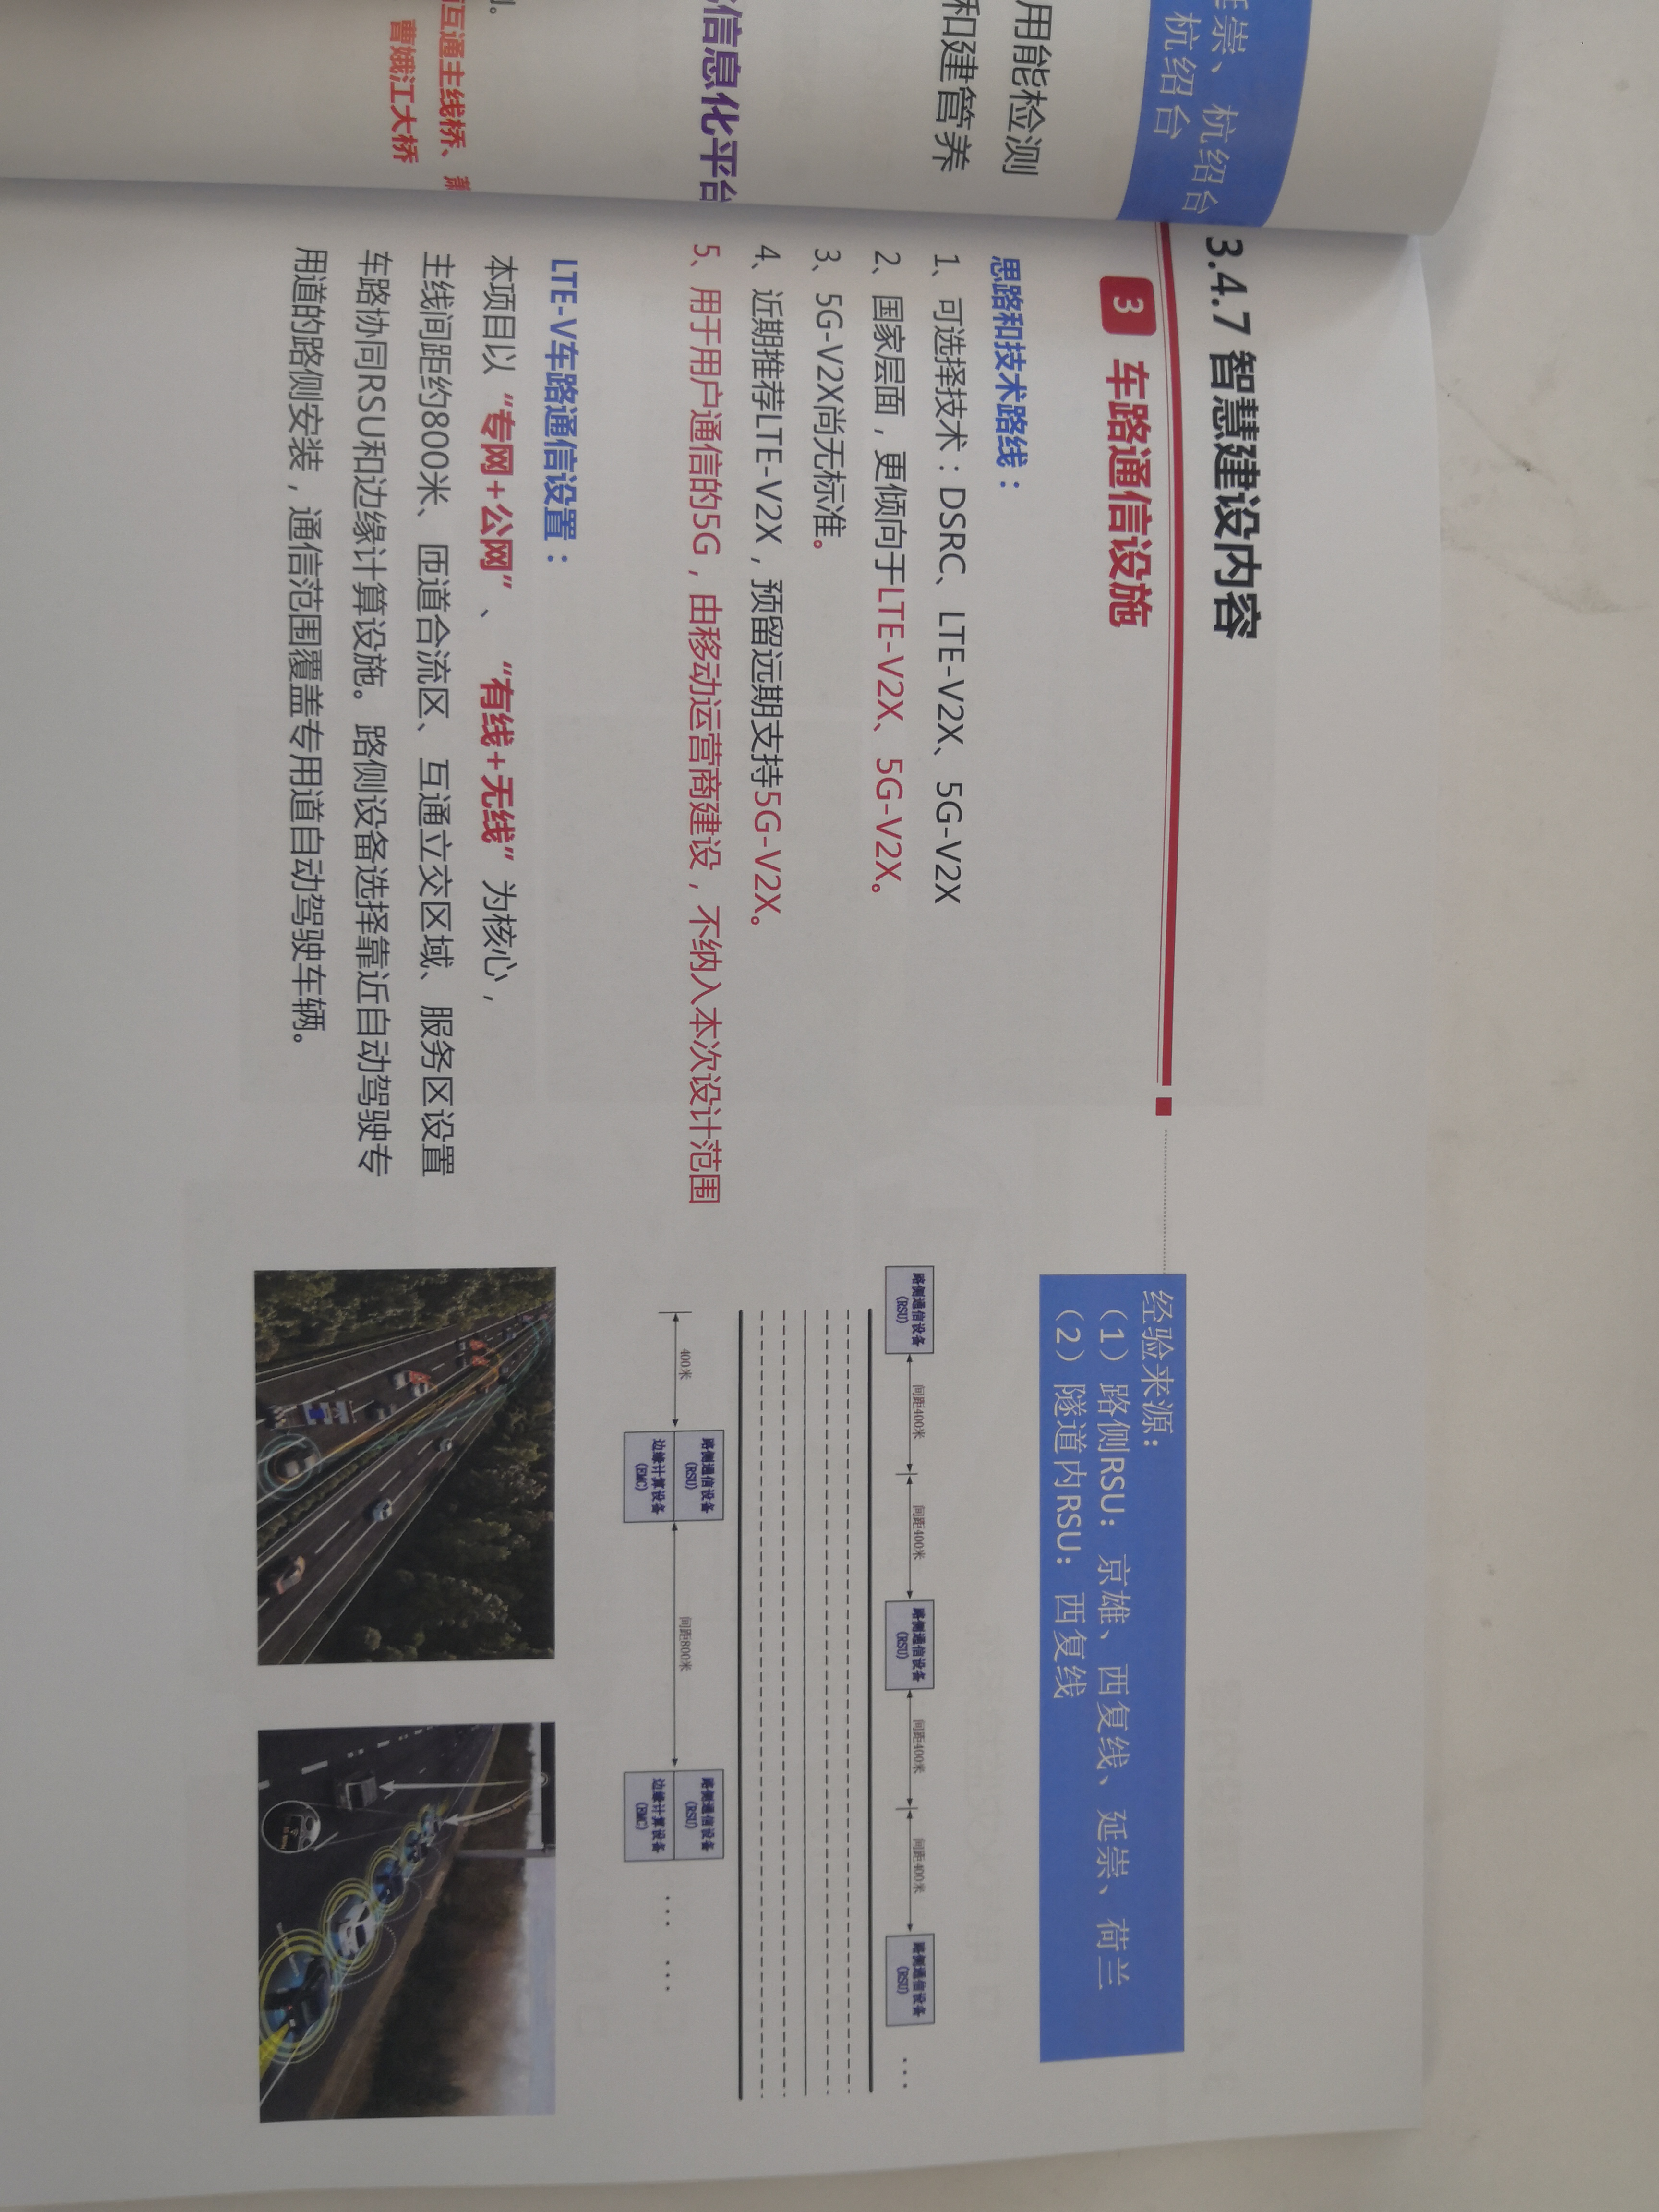 崇、杭绍台
杭绍台
用能检测
和建管养
信息化平台
互通主线桥、萧
曹娥江大桥
3.4.7 智慧建设内容
3 车路通信设施
经验来源：
（1）路侧RSU：京雄、西复线、延崇、荷兰
（2）隧道内RSU：西复线
思路和技术路线：
1、可选择技术：DSRC、LTE-V2X、5G-V2X
2、国家层面，更倾向于LTE-V2X、5G-V2X。
3、5G-V2X尚无标准。
4、近期推荐LTE-V2X，预留远期支持5G-V2X。
5、用于用户通信的5G，由移动运营商建设，不纳入本次设计范围
LTE-V车路通信设置：
本项目以“专网+公网”、“有线+无线”为核心，
主线间距约800米、匝道合流区、互通立交区域、服务区设置
车路协同RSU和边缘计算设施。路侧设备选择靠近自动驾驶专
用道的路侧安装，通信范围覆盖专用道自动驾驶车辆。
路侧通信设备 间距400米 间距400米 路侧通信设备 间距400米 间距400米 路侧通信设备
(RSU) (RSU) (RSU) ...
400米 路侧通信设备 间距800米 路侧通信设备
(RSU) (RSU)
边缘计算设备 边缘计算设备 ... ...
(EMC) (EMC)